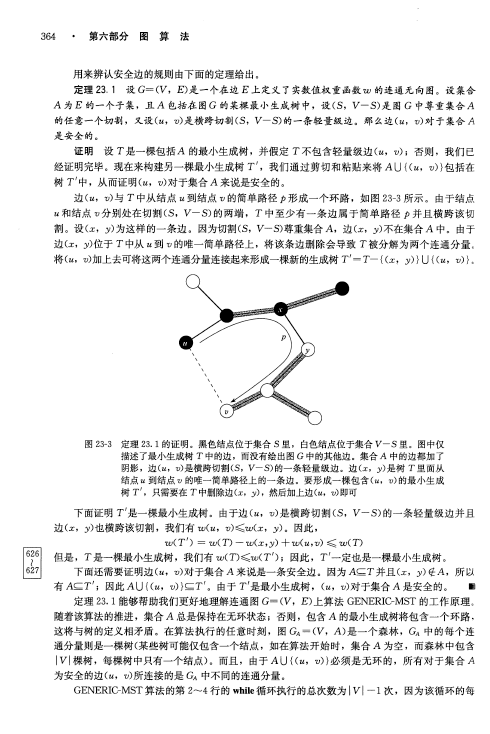 364 · 第六部分 图 算 法
用来辨认安全边的规则由下面的定理给出。
定理 23.1 设 G=(V，E)是一个在边 E 上定义了实数值权重函数 w 的连通无向图。设集合
A 为 E 的一个子集，且 A 包括在图 G 的某棵最小生成树中，设(S，V－S)是图 G 中尊重集合 A
的任意一个切割，又设(u，v)是横跨切割(S，V－S)的一条轻量级边。那么边(u，v)对于集合 A
是安全的。
证明 设 T 是一棵包括 A 的最小生成树，并假定 T 不包含轻量级边(u，v)；否则，我们已
经证明完毕。现在来构建另一棵最小生成树 T′，我们通过剪切和粘贴来将 A∪{(u，v)}包括在
树 T′中，从而证明(u，v)对于集合 A 来说是安全的。
边(u，v)与 T 中从结点 u 到结点 v 的简单路径 p 形成一个环路，如图 23-3 所示。由于结点
u 和结点 v 分别处在切割(S，V－S)的两端，T 中至少有一条边属于简单路径 p 并且横跨该切
割。设(x，y)为这样的一条边。因为切割(S，V－S)尊重集合 A，边(x，y)不在集合 A 中。由于
边(x，y)位于 T 中从 u 到 v 的唯一简单路径上，将该条边删除会导致 T 被分解为两个连通分量。
将(u，v)加上去可将这两个连通分量连接起来形成一棵新的生成树 T′=T－{(x，y)}∪{(u，v)}。
x
p
u
y
v
图 23-3 定理 23.1 的证明。黑色结点位于集合 S 里，白色结点位于集合 V－S 里。图中仅
描述了最小生成树 T 中的边，而没有绘出图 G 中的其他边。集合 A 中的边都加了
阴影，边(u，v)是横跨切割(S，V－S)的一条轻量级边。边(x，y)是树 T 里面从
结点 u 到结点 v 的唯一简单路径上的一条边。要形成一棵包含(u，v)的最小生成
树 T′，只需要在 T 中删除边(x，y)，然后加上边(u，v)即可
下面证明 T′是一棵最小生成树。由于边(u，v)是横跨切割(S，V－S)的一条轻量级边并且
边(x，y)也横跨该切割，我们有 w(u，v)≤w(x，y)。因此，
w(T′) = w(T) － w(x,y) + w(u,v) ≤ w(T)
626
~
627
但是，T 是一棵最小生成树，我们有 w(T)≤w(T′)；因此，T′一定也是一棵最小生成树。
下面还需要证明边(u，v)对于集合 A 来说是一条安全边。因为 A⊆T 并且(x，y)∉A，所以
有 A⊆T′；因此 A∪{(u，v)}⊆T′。由于 T′是最小生成树，(u，v)对于集合 A 是安全的。 ■
定理 23.1 能够帮助我们更好地理解连通图 G=(V，E)上算法 GENERIC-MST 的工作原理。
随着该算法的推进，集合 A 总是保持在无环状态；否则，包含 A 的最小生成树将包含一个环路，
这将与树的定义相矛盾。在算法执行的任意时刻，图 G_A=(V，A)是一个森林，G_A 中的每个连
通分量则是一棵树(某些树可能仅包含一个结点，如在算法开始时，集合 A 为空，而森林中包含
|V|棵树，每棵树中只有一个结点)。而且，由于 A∪{(u，v)}必须是无环的，所有对于集合 A
为安全的边(u，v)所连接的是 G_A 中不同的连通分量。
GENERIC-MST 算法的第 2～4 行的 while 循环执行的总次数为|V|－1 次，因为该循环的每